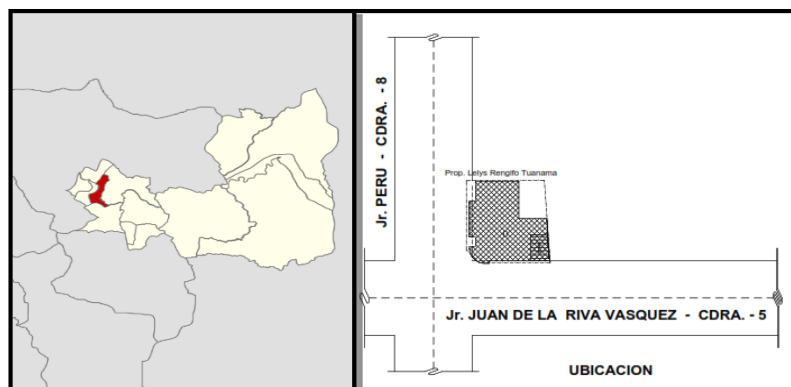 Jr. PERU - CDRA. - 8
Prop. Lelys Rengifo Tuanama
Jr. JUAN DE LA RIVA VASQUEZ - CDRA. - 5
UBICACION